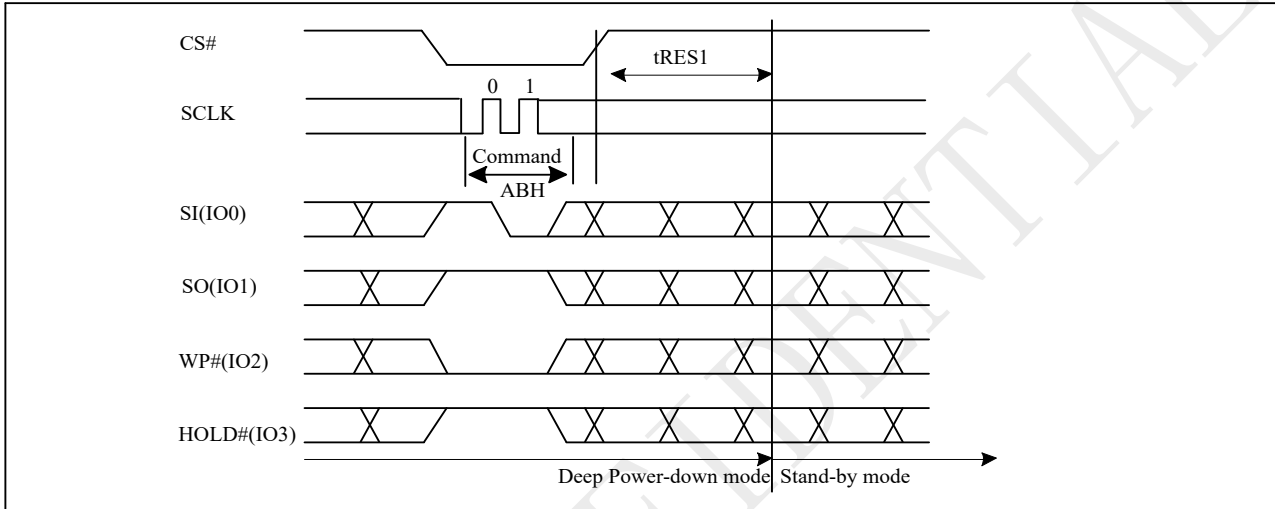 CS#
tRES1
0 1
SCLK
Command
ABH
SI(IO0)
SO(IO1)
WP#(IO2)
HOLD#(IO3)
Deep Power-down mode Stand-by mode